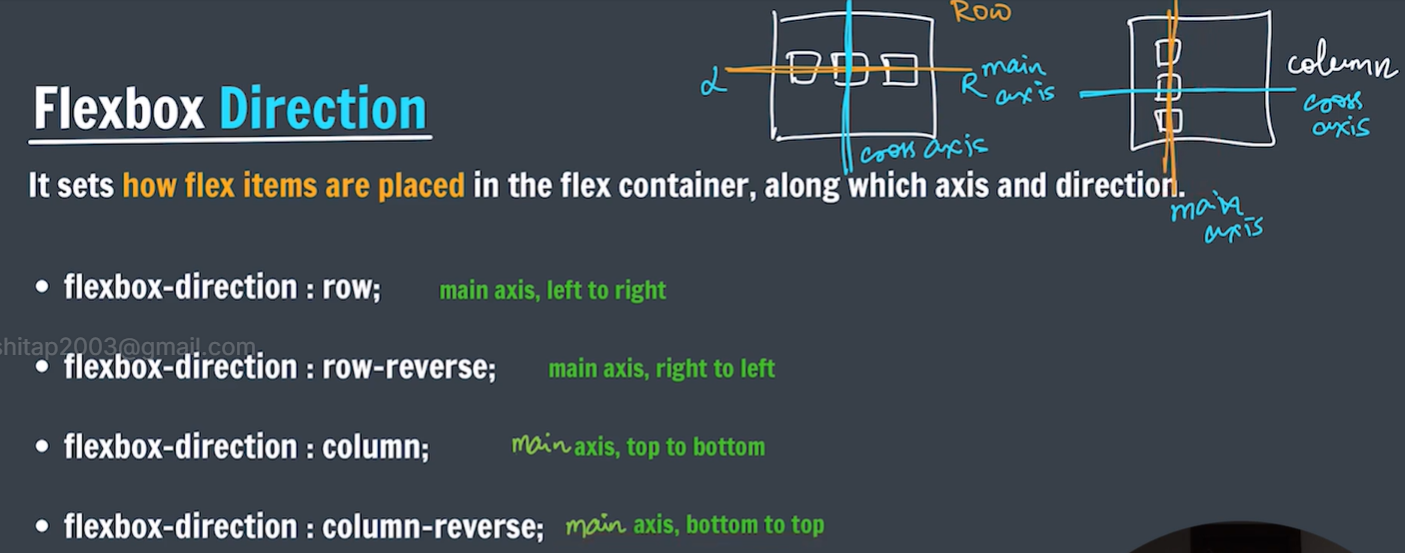 Row
L
R main axis
column
cross axis
Flexbox Direction
cross axis
It sets how flex items are placed in the flex container, along which axis and direction.
main axis
• flexbox-direction : row; main axis, left to right
shitap2003@gmail.com
• flexbox-direction : row-reverse; main axis, right to left
• flexbox-direction : column; main axis, top to bottom
• flexbox-direction : column-reverse; main axis, bottom to top